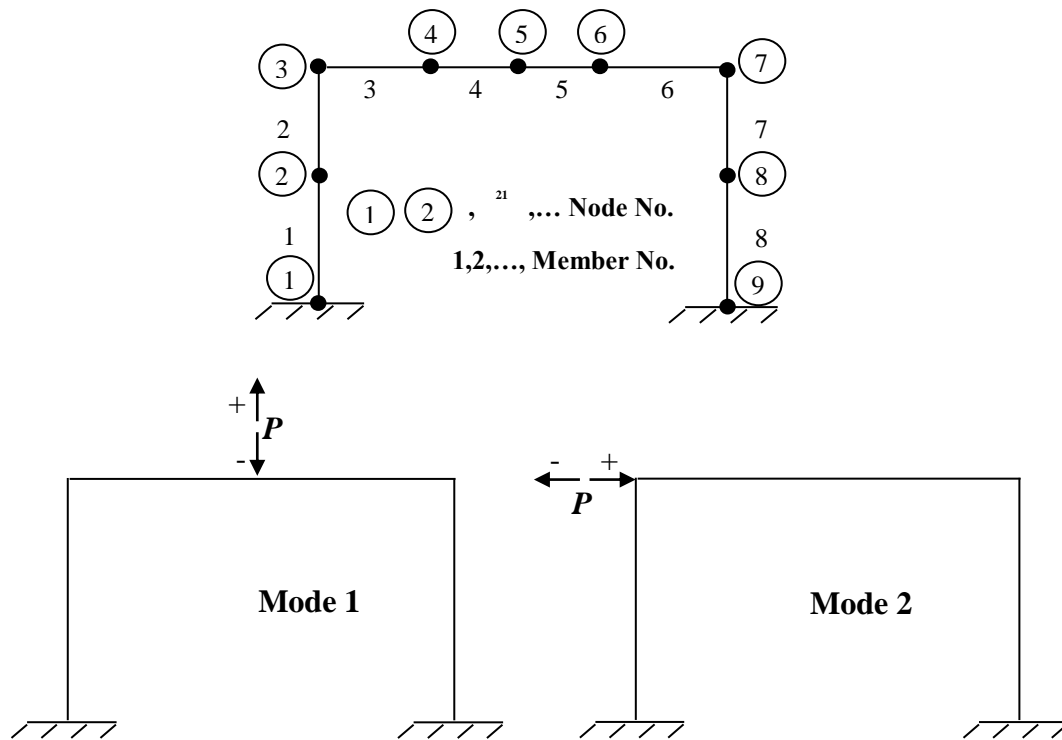 4 5 6
3 7
3 4 5 6
2 7
2 8
1 2 , 21 ,… Node No.
1 8
1,2,…, Member No.
1 9
+
P
-
- +
P
Mode 1
Mode 2